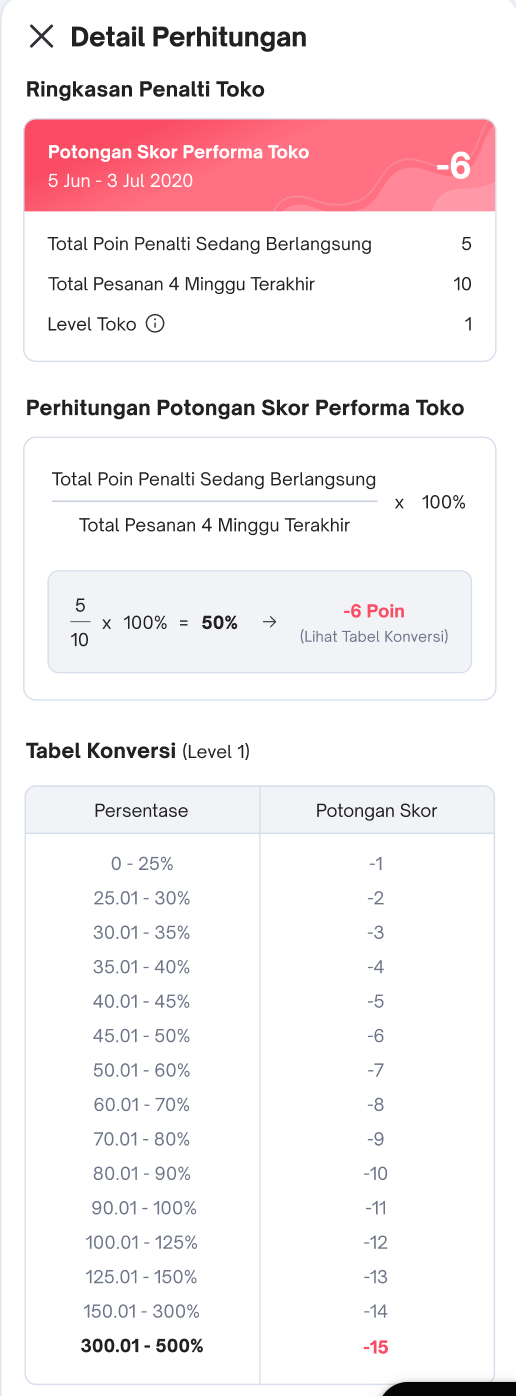 Detail Perhitungan
Ringkasan Penalti Toko
Potongan Skor Performa Toko
5 Jun - 3 Jul 2020
-6
Total Poin Penalti Sedang Berlangsung 5
Total Pesanan 4 Minggu Terakhir 10
Level Toko 1
Perhitungan Potongan Skor Performa Toko
Total Poin Penalti Sedang Berlangsung
x 100%
Total Pesanan 4 Minggu Terakhir
5
10
x 100% = 50% → -6 Poin
(Lihat Tabel Konversi)
Tabel Konversi (Level 1)
Persentase Potongan Skor
0 - 25% -1
25.01 - 30% -2
30.01 - 35% -3
35.01 - 40% -4
40.01 - 45% -5
45.01 - 50% -6
50.01 - 60% -7
60.01 - 70% -8
70.01 - 80% -9
80.01 - 90% -10
90.01 - 100% -11
100.01 - 125% -12
125.01 - 150% -13
150.01 - 300% -14
300.01 - 500% -15